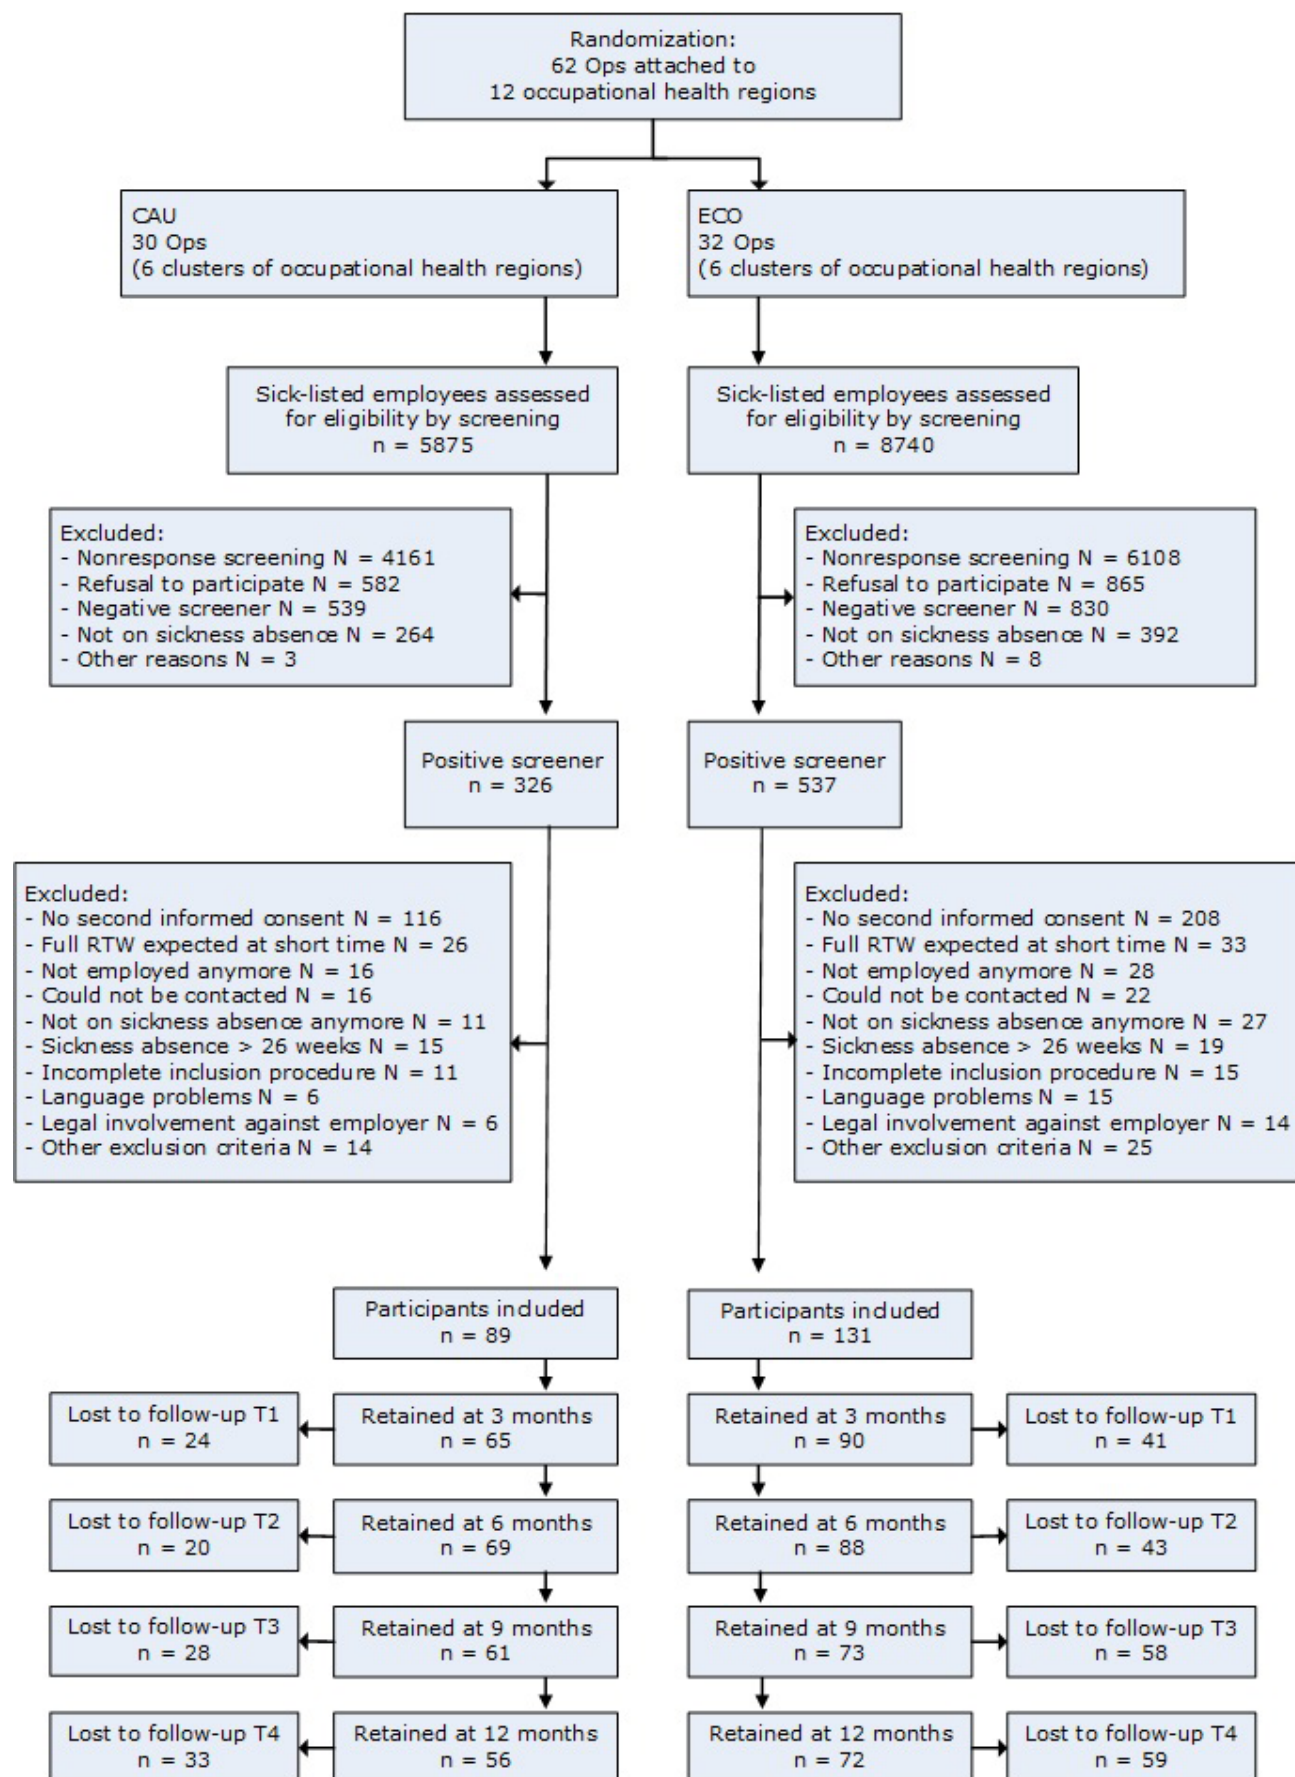 Randomization:
62 Ops attached to
12 occupational health regions
CAU
30 Ops
(6 clusters of occupational health regions)
ECO
32 Ops
(6 clusters of occupational health regions)
Sick-listed employees assessed
for eligibility by screening
n = 5875
Sick-listed employees assessed
for eligibility by screening
n = 8740
Excluded:
- Nonresponse screening N = 4161
- Refusal to participate N = 582
- Negative screener N = 539
- Not on sickness absence N = 264
- Other reasons N = 3
Excluded:
- Nonresponse screening N = 6108
- Refusal to participate N = 865
- Negative screener N = 830
- Not on sickness absence N = 392
- Other reasons N = 8
Positive screener
n = 326
Positive screener
n = 537
Excluded:
- No second informed consent N = 116
- Full RTW expected at short time N = 26
- Not employed anymore N = 16
- Could not be contacted N = 16
- Not on sickness absence anymore N = 11
- Sickness absence > 26 weeks N = 15
- Incomplete inclusion procedure N = 11
- Language problems N = 6
- Legal involvement against employer N = 6
- Other exclusion criteria N = 14
Excluded:
- No second informed consent N = 208
- Full RTW expected at short time N = 33
- Not employed anymore N = 28
- Could not be contacted N = 22
- Not on sickness absence anymore N = 27
- Sickness absence > 26 weeks N = 19
- Incomplete inclusion procedure N = 15
- Language problems N = 15
- Legal involvement against employer N = 14
- Other exclusion criteria N = 25
Participants included
n = 89
Participants included
n = 131
Lost to follow-up T1
n = 24
Retained at 3 months
n = 65
Retained at 3 months
n = 90
Lost to follow-up T1
n = 41
Lost to follow-up T2
n = 20
Retained at 6 months
n = 69
Retained at 6 months
n = 88
Lost to follow-up T2
n = 43
Lost to follow-up T3
n = 28
Retained at 9 months
n = 61
Retained at 9 months
n = 73
Lost to follow-up T3
n = 58
Lost to follow-up T4
n = 33
Retained at 12 months
n = 56
Retained at 12 months
n = 72
Lost to follow-up T4
n = 59